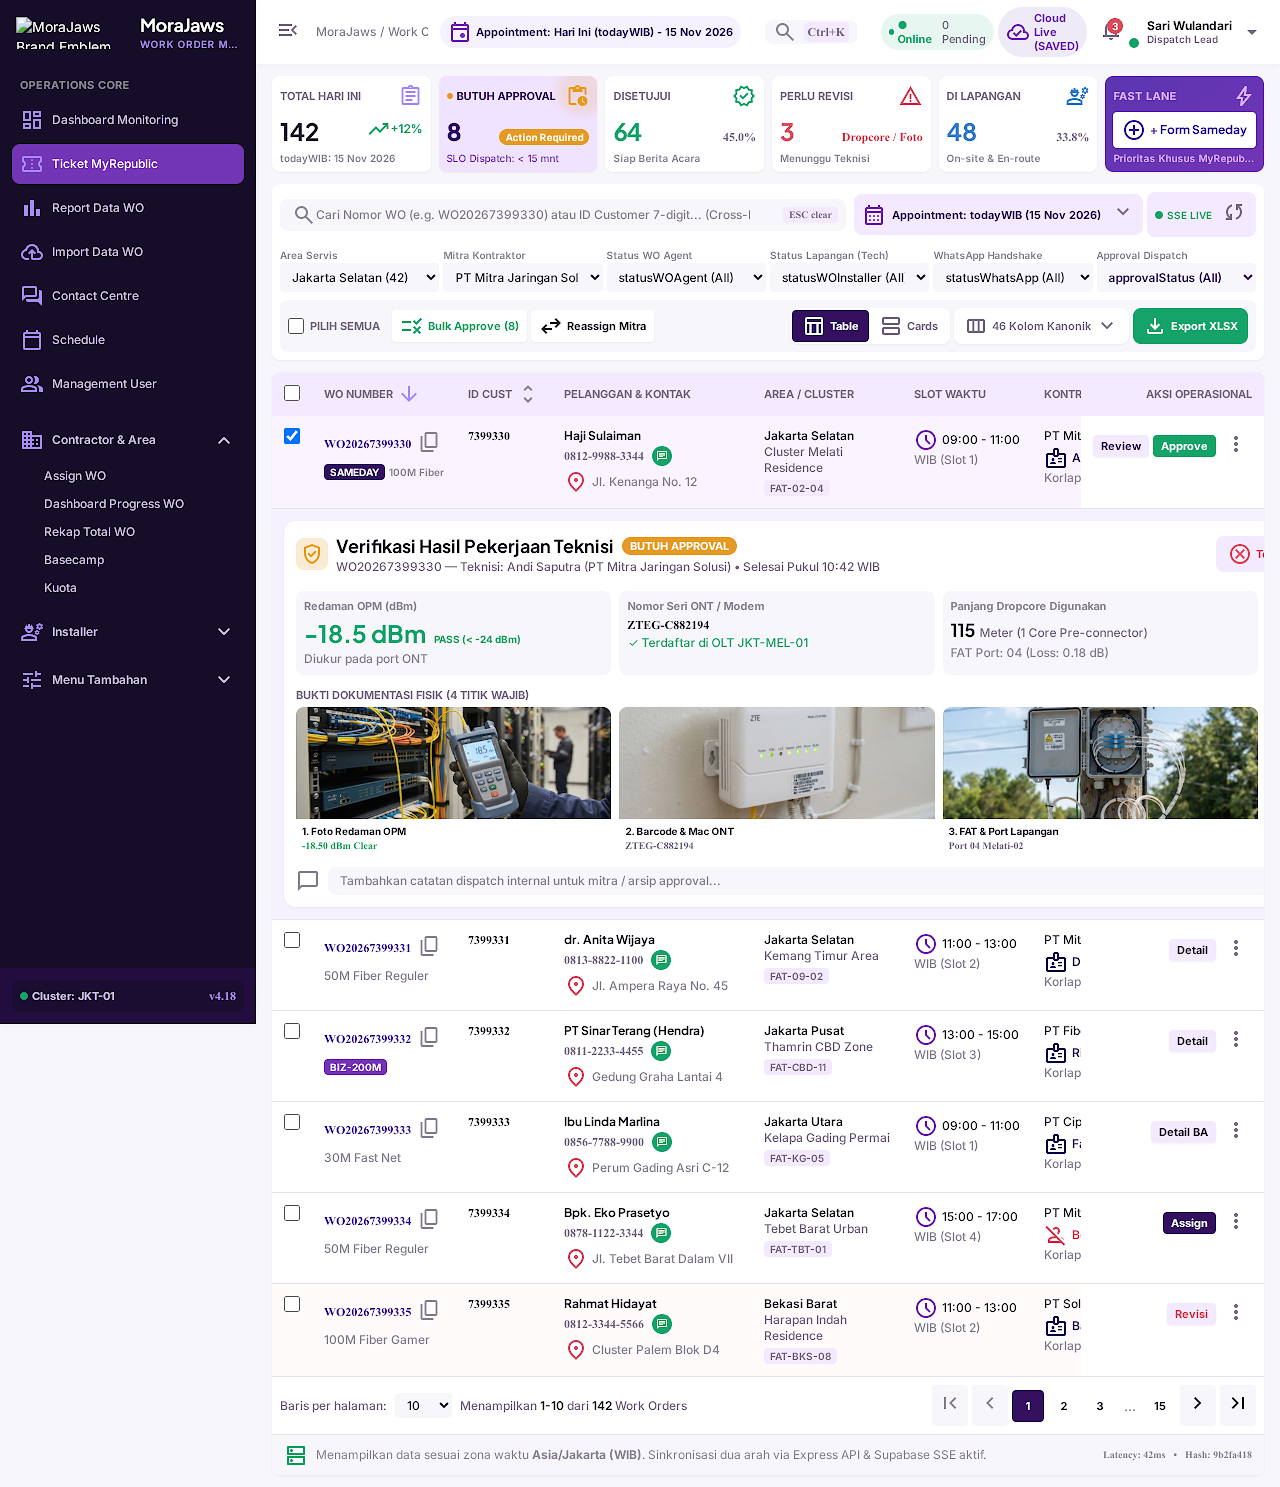 MoraJaws Brand Emblem
MoraJaws
WORK ORDER M...
OPERATIONS CORE
Dashboard Monitoring
Ticket MyRepublic
Report Data WO
Import Data WO
Contact Centre
Schedule
Management User
Contractor & Area
Assign WO
Dashboard Progress WO
Rekap Total WO
Basecamp
Kuota
Installer
Menu Tambahan
Cluster: JKT-01 v4.18
MoraJaws / Work O
Appointment: Hari Ini (todayWIB) - 15 Nov 2026
Ctrl+K
● Online
0 Pending
Cloud Live (SAVED)
3
Sari Wulandari
Dispatch Lead
TOTAL HARI INI
142 +12%
todayWIB: 15 Nov 2026
BUTUH APPROVAL
8 Action Required
SLO Dispatch: < 15 mnt
DISETUJUI
64 45.0%
Siap Berita Acara
PERLU REVISI
3 Dropcore / Foto
Menunggu Teknisi
DI LAPANGAN
48 33.8%
On-site & En-route
FAST LANE
+ Form Sameday
Prioritas Khusus MyRepub...
Cari Nomor WO (e.g. WO20267399330) atau ID Customer 7-digit... (Cross-l
ESC clear
Appointment: todayWIB (15 Nov 2026)
SSE LIVE
Area Servis
Jakarta Selatan (42)
Mitra Kontraktor
PT Mitra Jaringan Sol
Status WO Agent
statusWOAgent (All)
Status Lapangan (Tech)
statusWOInstaller (All
WhatsApp Handshake
statusWhatsApp (All)
Approval Dispatch
approvalStatus (All)
PILIH SEMUA
Bulk Approve (8)
Reassign Mitra
Table
Cards
46 Kolom Kanonik
Export XLSX
WO NUMBER ID CUST PELANGGAN & KONTAK AREA / CLUSTER SLOT WAKTU KONTR AKSI OPERASIONAL
WO20267399330
SAMEDAY 100M Fiber
7399330
Haji Sulaiman
0812-9988-3344
Jl. Kenanga No. 12
Jakarta Selatan
Cluster Melati Residence
FAT-02-04
09:00 - 11:00
WIB (Slot 1)
PT Mit
A
Korlap
Review Approve
Verifikasi Hasil Pekerjaan Teknisi BUTUH APPROVAL
WO20267399330 — Teknisi: Andi Saputra (PT Mitra Jaringan Solusi) • Selesai Pukul 10:42 WIB
Redaman OPM (dBm)
-18.5 dBm PASS (< -24 dBm)
Diukur pada port ONT
Nomor Seri ONT / Modem
ZTEG-C882194
✓ Terdaftar di OLT JKT-MEL-01
Panjang Dropcore Digunakan
115 Meter (1 Core Pre-connector)
FAT Port: 04 (Loss: 0.18 dB)
BUKTI DOKUMENTASI FISIK (4 TITIK WAJIB)
18.5
ZTE
1. Foto Redaman OPM
-18.50 dBm Clear
2. Barcode & Mac ONT
ZTEG-C882194
3. FAT & Port Lapangan
Port 04 Melati-02
Tambahkan catatan dispatch internal untuk mitra / arsip approval...
WO20267399331
50M Fiber Reguler
7399331
dr. Anita Wijaya
0813-8822-1100
Jl. Ampera Raya No. 45
Jakarta Selatan
Kemang Timur Area
FAT-09-02
11:00 - 13:00
WIB (Slot 2)
PT Mit
D
Korlap
Detail
WO20267399332
BIZ-200M
7399332
PT Sinar Terang (Hendra)
0811-2233-4455
Gedung Graha Lantai 4
Jakarta Pusat
Thamrin CBD Zone
FAT-CBD-11
13:00 - 15:00
WIB (Slot 3)
PT Fib
Korlap
Detail
WO20267399333
30M Fast Net
7399333
Ibu Linda Marlina
0856-7788-9900
Perum Gading Asri C-12
Jakarta Utara
Kelapa Gading Permai
FAT-KG-05
09:00 - 11:00
WIB (Slot 1)
PT Cip
Fa
Korlap
Detail BA
WO20267399334
50M Fiber Reguler
7399334
Bpk. Eko Prasetyo
0878-1122-3344
Jl. Tebet Barat Dalam VII
Jakarta Selatan
Tebet Barat Urban
FAT-TBT-01
15:00 - 17:00
WIB (Slot 4)
PT Mit
Korlap
Assign
WO20267399335
100M Fiber Gamer
7399335
Rahmat Hidayat
0812-3344-5566
Cluster Palem Blok D4
Bekasi Barat
Harapan Indah Residence
FAT-BKS-08
11:00 - 13:00
WIB (Slot 2)
PT Sol
Ba
Korlap
Revisi
Baris per halaman: 10 Menampilkan 1-10 dari 142 Work Orders
1 2 3 ... 15
Menampilkan data sesuai zona waktu Asia/Jakarta (WIB). Sinkronisasi dua arah via Express API & Supabase SSE aktif.
Latency: 42ms • Hash: 9b2fa418